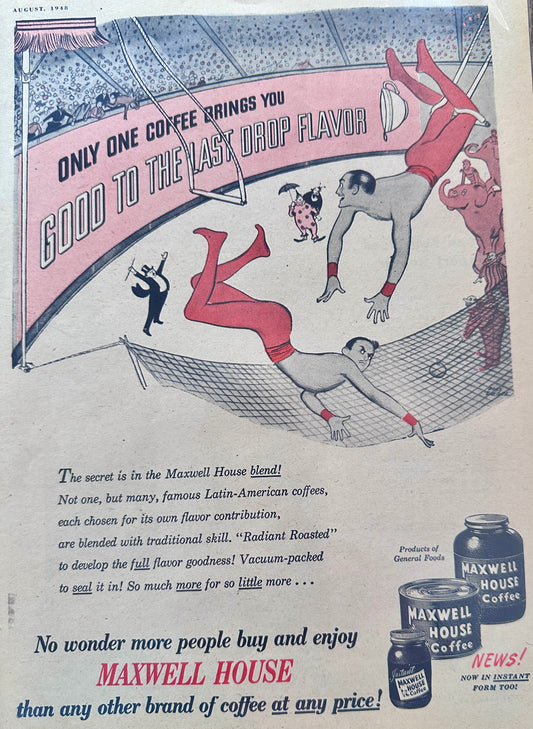 AUGUST, 1948
ONLY ONE COFFEE BRINGS YOU
GOOD TO THE LAST DROP FLAVOR
The secret is in the Maxwell House blend!
Not one, but many, famous Latin-American coffees,
each chosen for its own flavor contribution,
are blended with traditional skill. “Radiant Roasted”
to develop the full flavor goodness! Vacuum-packed
to seal it in! So much more for so little more . . .
Products of
General Foods
MAXWELL
HOUSE
Coffee
MAXWELL
HOUSE
Coffee
Instant
MAXWELL
HOUSE
Coffee
NEWS!
NOW IN INSTANT
FORM TOO!
No wonder more people buy and enjoy
MAXWELL HOUSE
than any other brand of coffee at any price!